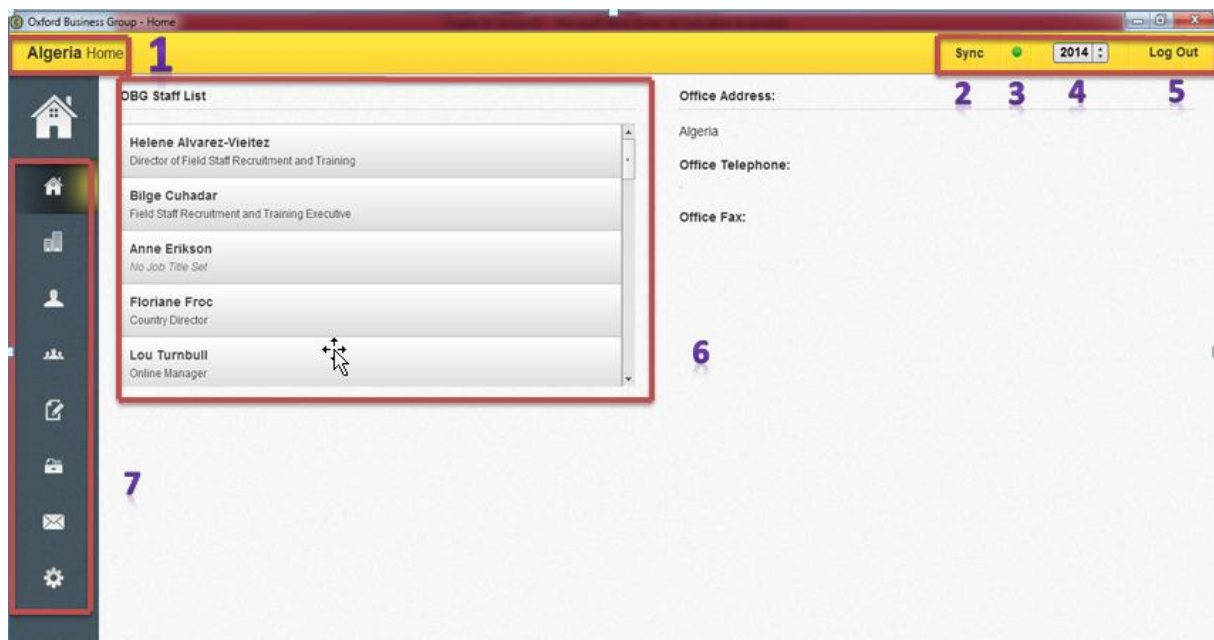 Oxford Business Group - Home
Algeria Home
1
Sync
2014
Log Out
2
3
4
5
OBG Staff List
Helene Alvarez-Vieitez
Director of Field Staff Recruitment and Training
Bilge Cuhadar
Field Staff Recruitment and Training Executive
Anne Erikson
No Job Title Set
Floriane Froc
Country Director
Lou Turnbull
Online Manager
Office Address:
Algeria
Office Telephone:
.
Office Fax:
6
7